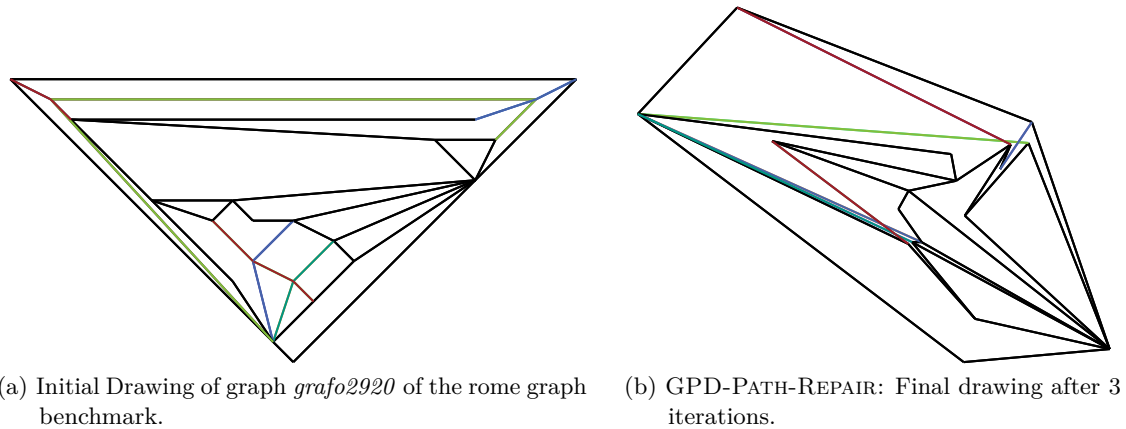 a) Initial Drawing of graph grafo2920 of the rome graph
benchmark.
(b) GPD-PATH-REPAIR: Final drawing after 3
iterations.